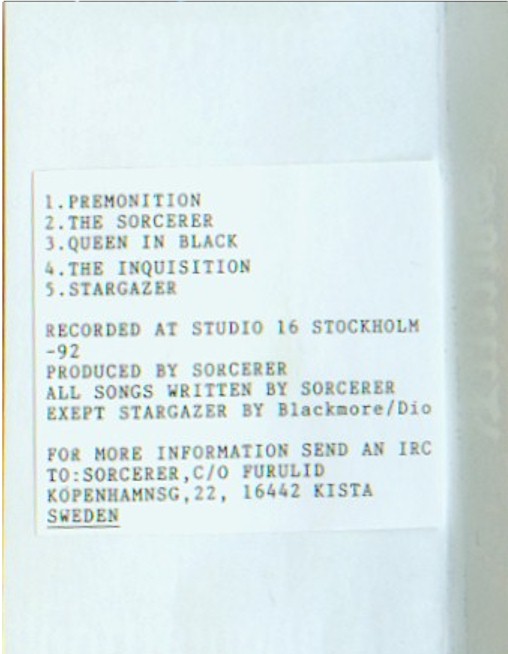 1.PREMONITION
2.THE SORCERER
3.QUEEN IN BLACK
4.THE INQUISITION
5.STARGAZER
RECORDED AT STUDIO 16 STOCKHOLM
-92
PRODUCED BY SORCERER
ALL SONGS WRITTEN BY SORCERER
EXEPT STARGAZER BY Blackmore/Dio
FOR MORE INFORMATION SEND AN IRC
TO:SORCERER,C/O FURULID
KOPENHAMNSG,22, 16442 KISTA
SWEDEN